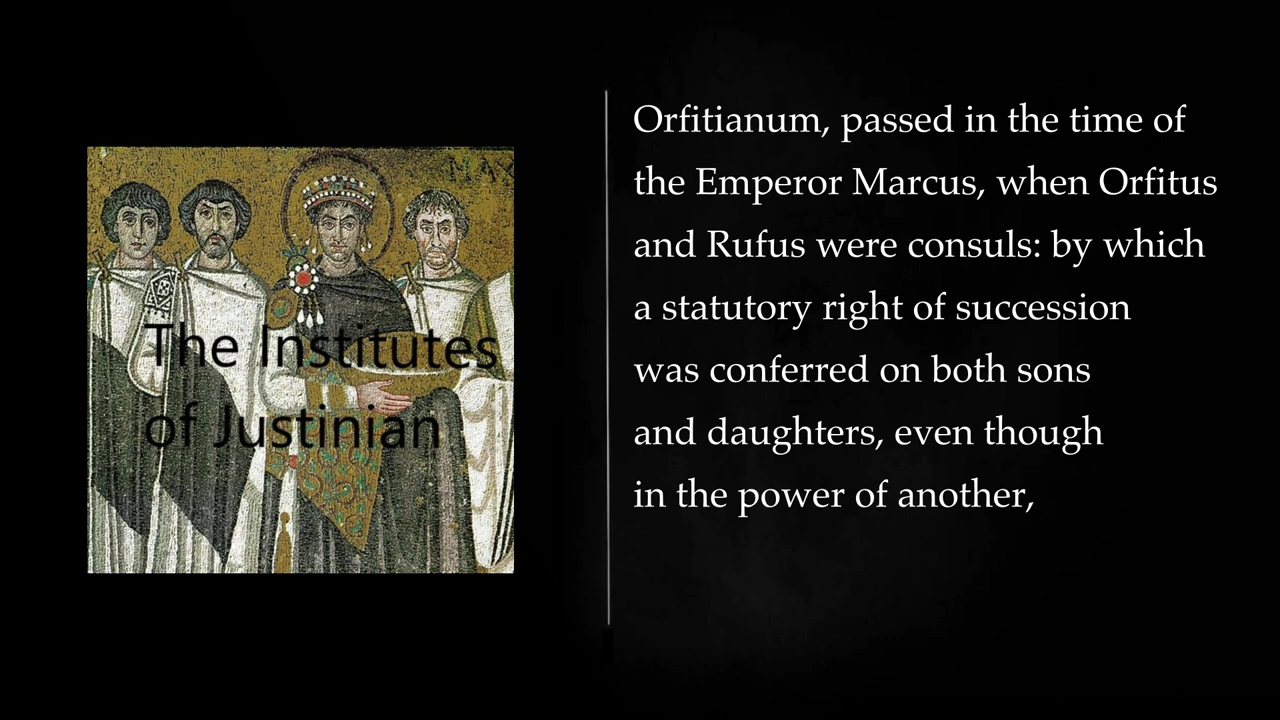 The Institutes
of Justinian
Orfitianum, passed in the time of
the Emperor Marcus, when Orfitus
and Rufus were consuls: by which
a statutory right of succession
was conferred on both sons
and daughters, even though
in the power of another,